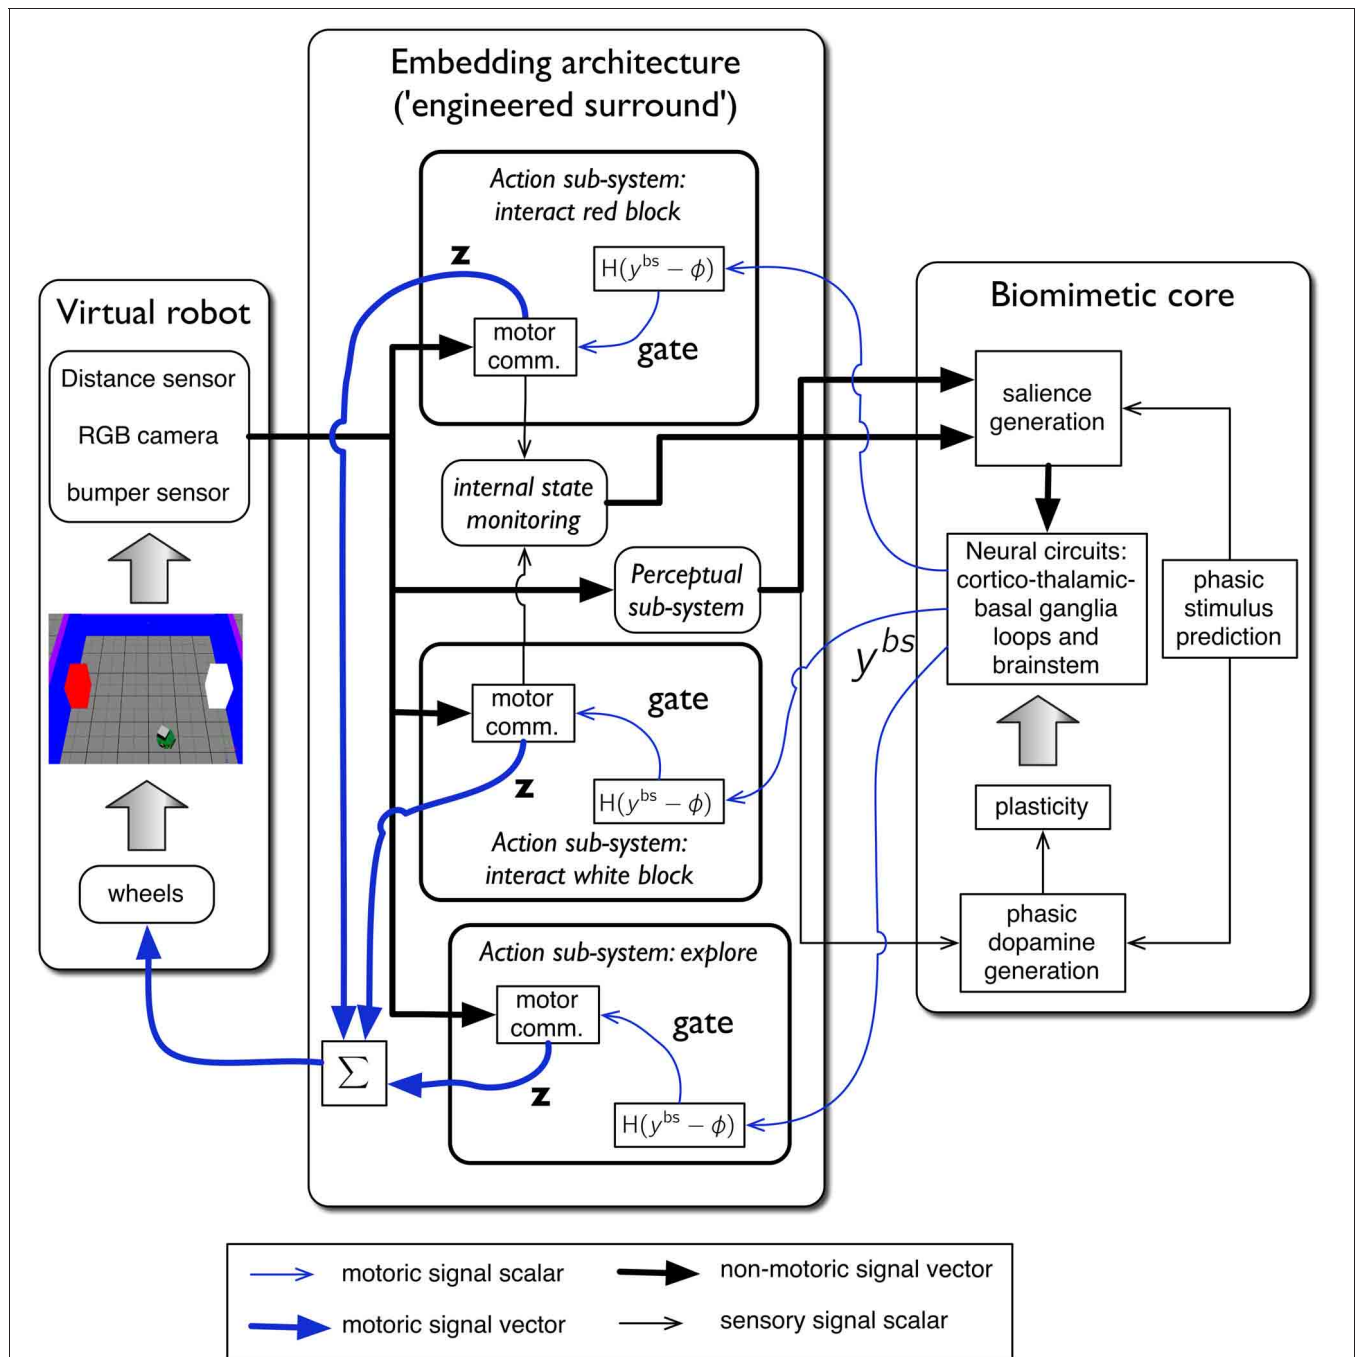 Embedding architecture
('engineered surround')
Action sub-system:
interact red block
z
H(y^bs − ϕ)
motor
comm.
gate
Virtual robot
Distance sensor
RGB camera
bumper sensor
wheels
internal state
monitoring
Perceptual
sub-system
motor
comm.
gate
z
H(y^bs − ϕ)
Action sub-system:
interact white block
Action sub-system: explore
motor
comm.
gate
z
H(y^bs − ϕ)
Σ
Biomimetic core
salience
generation
Neural circuits:
cortico-thalamic-
basal ganglia
loops and
brainstem
phasic
stimulus
prediction
y^bs
plasticity
phasic
dopamine
generation
motoric signal scalar
non-motoric signal vector
motoric signal vector
sensory signal scalar